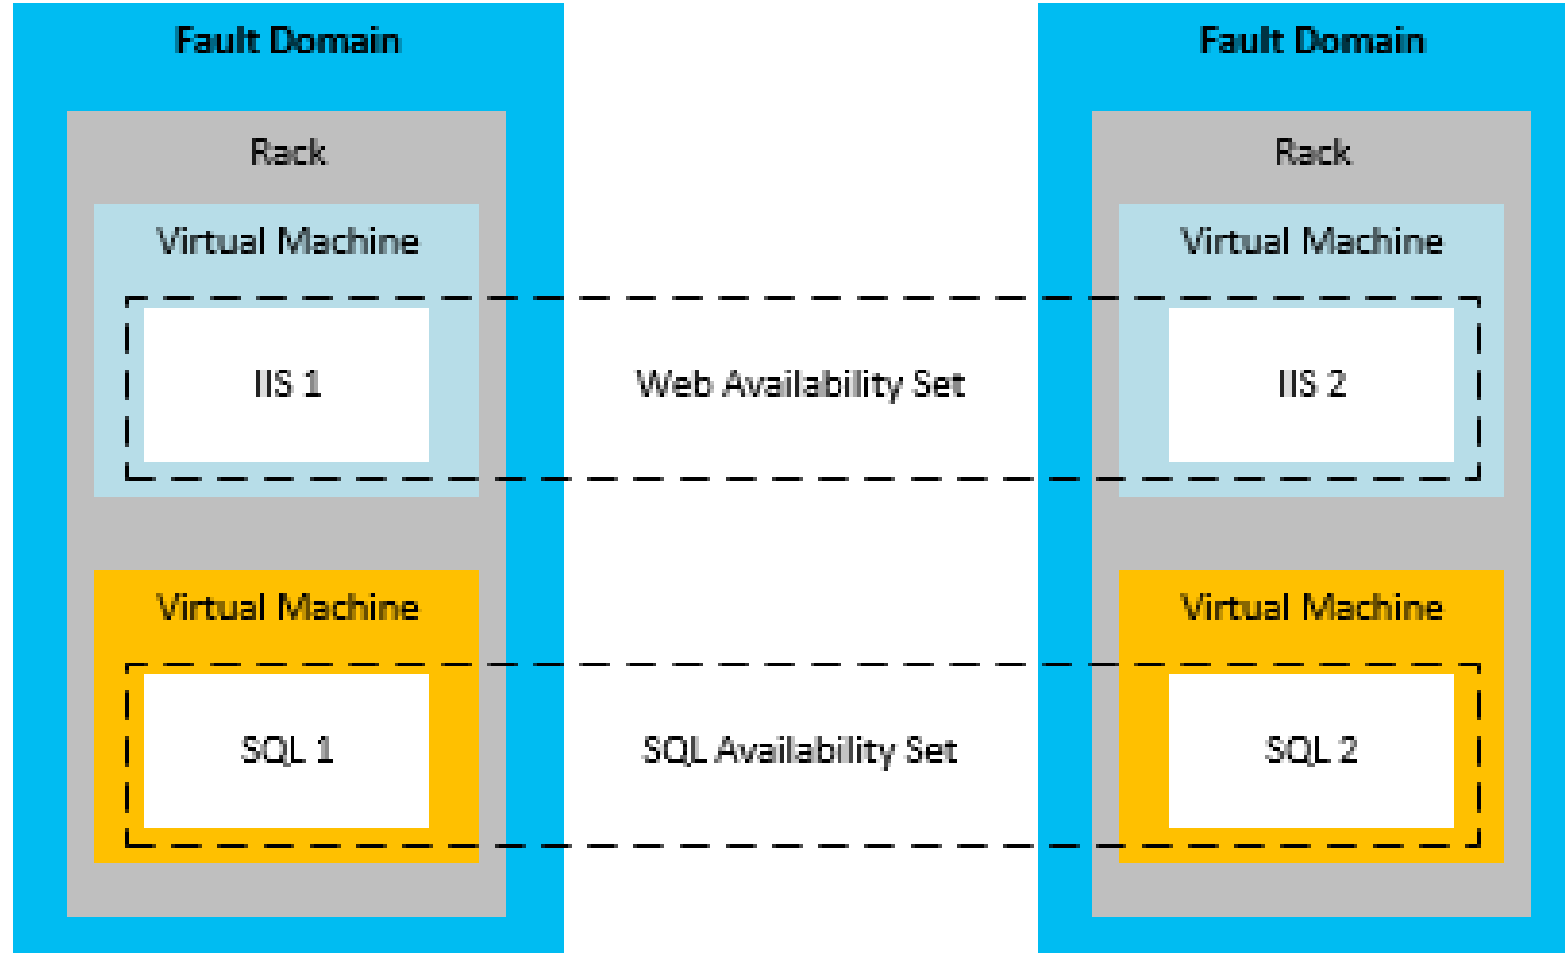 Fault Domain
Fault Domain
Rack
Rack
Virtual Machine
Virtual Machine
IIS 1
Web Availability Set
IIS 2
Virtual Machine
Virtual Machine
SQL 1
SQL Availability Set
SQL 2